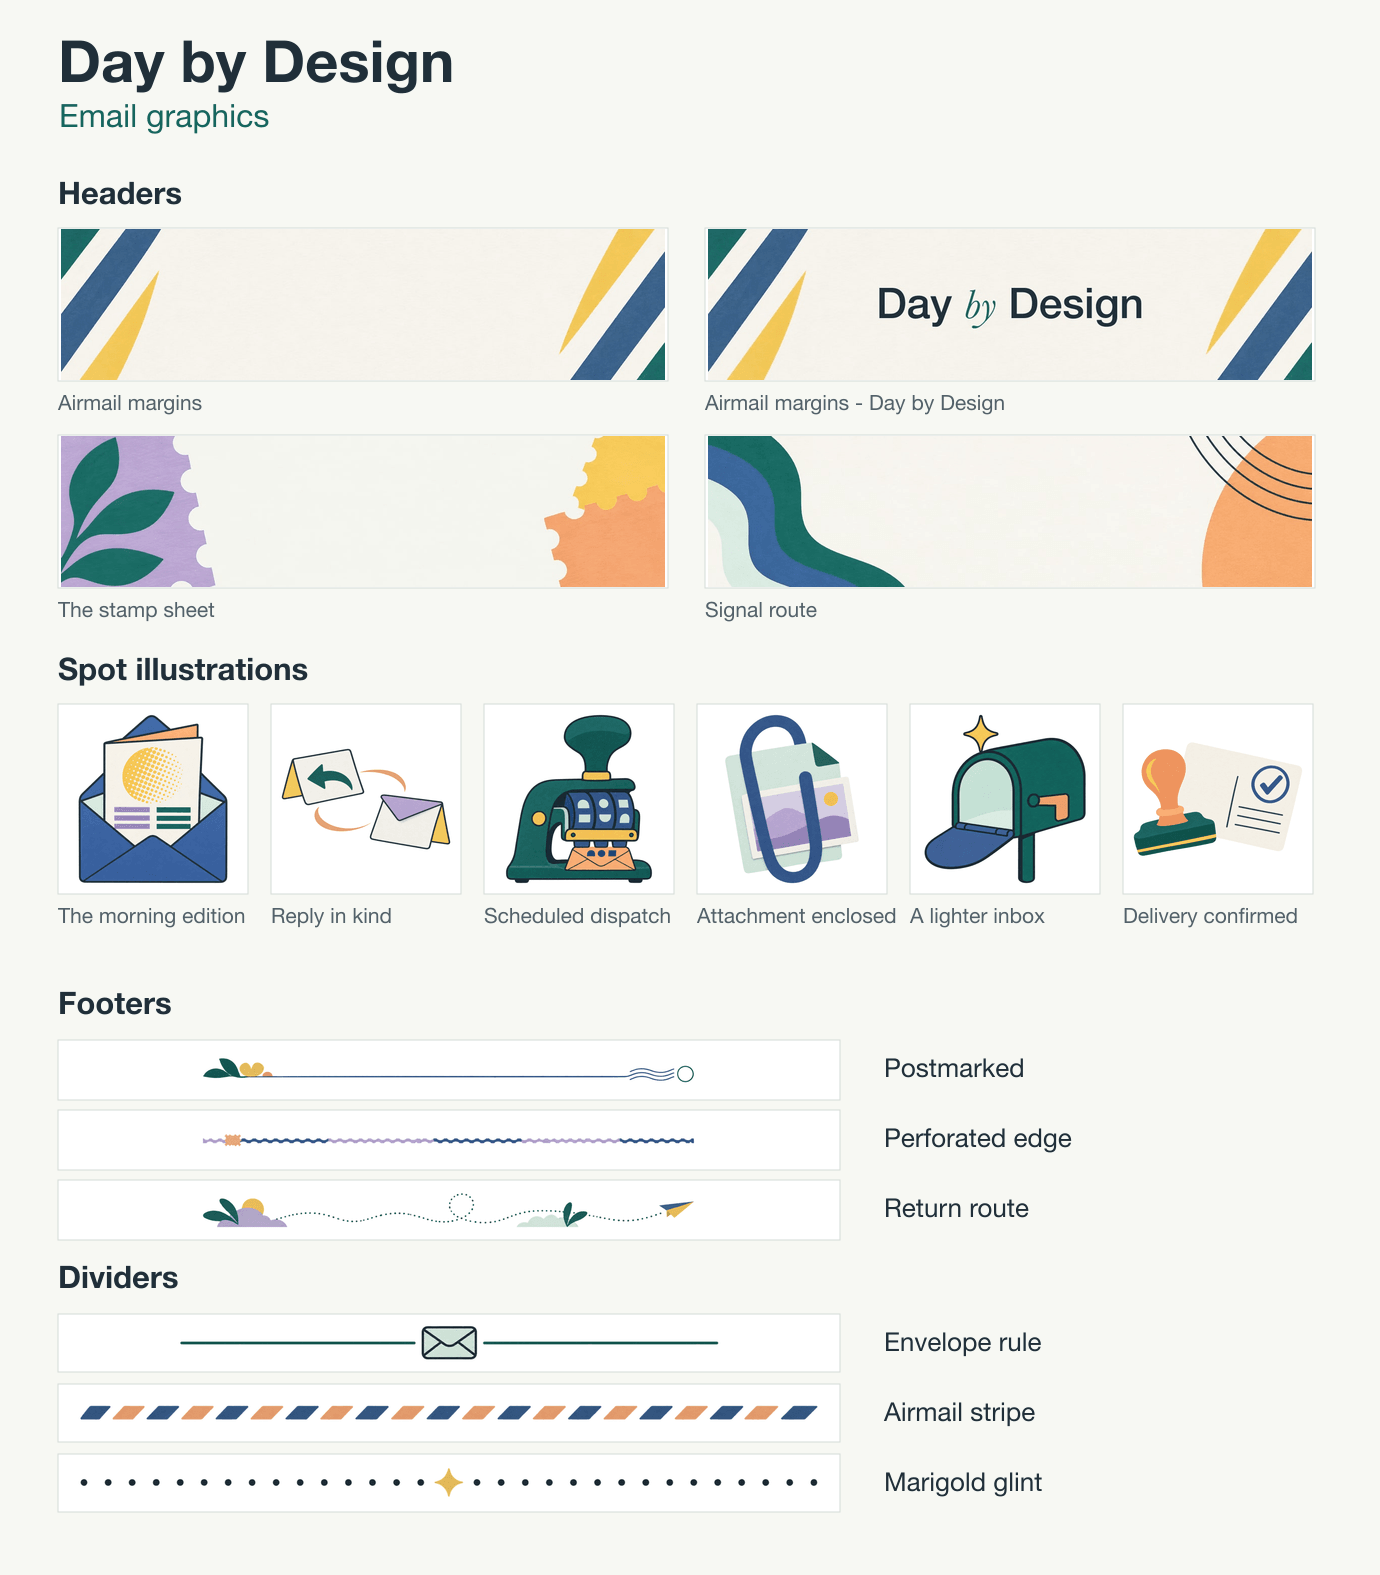 Day by Design
Email graphics
Headers
Day by Design
Airmail margins
Airmail margins - Day by Design
The stamp sheet
Signal route
Spot illustrations
The morning edition
Reply in kind
Scheduled dispatch
Attachment enclosed
A lighter inbox
Delivery confirmed
Footers
Postmarked
Perforated edge
Return route
Dividers
Envelope rule
Airmail stripe
Marigold glint